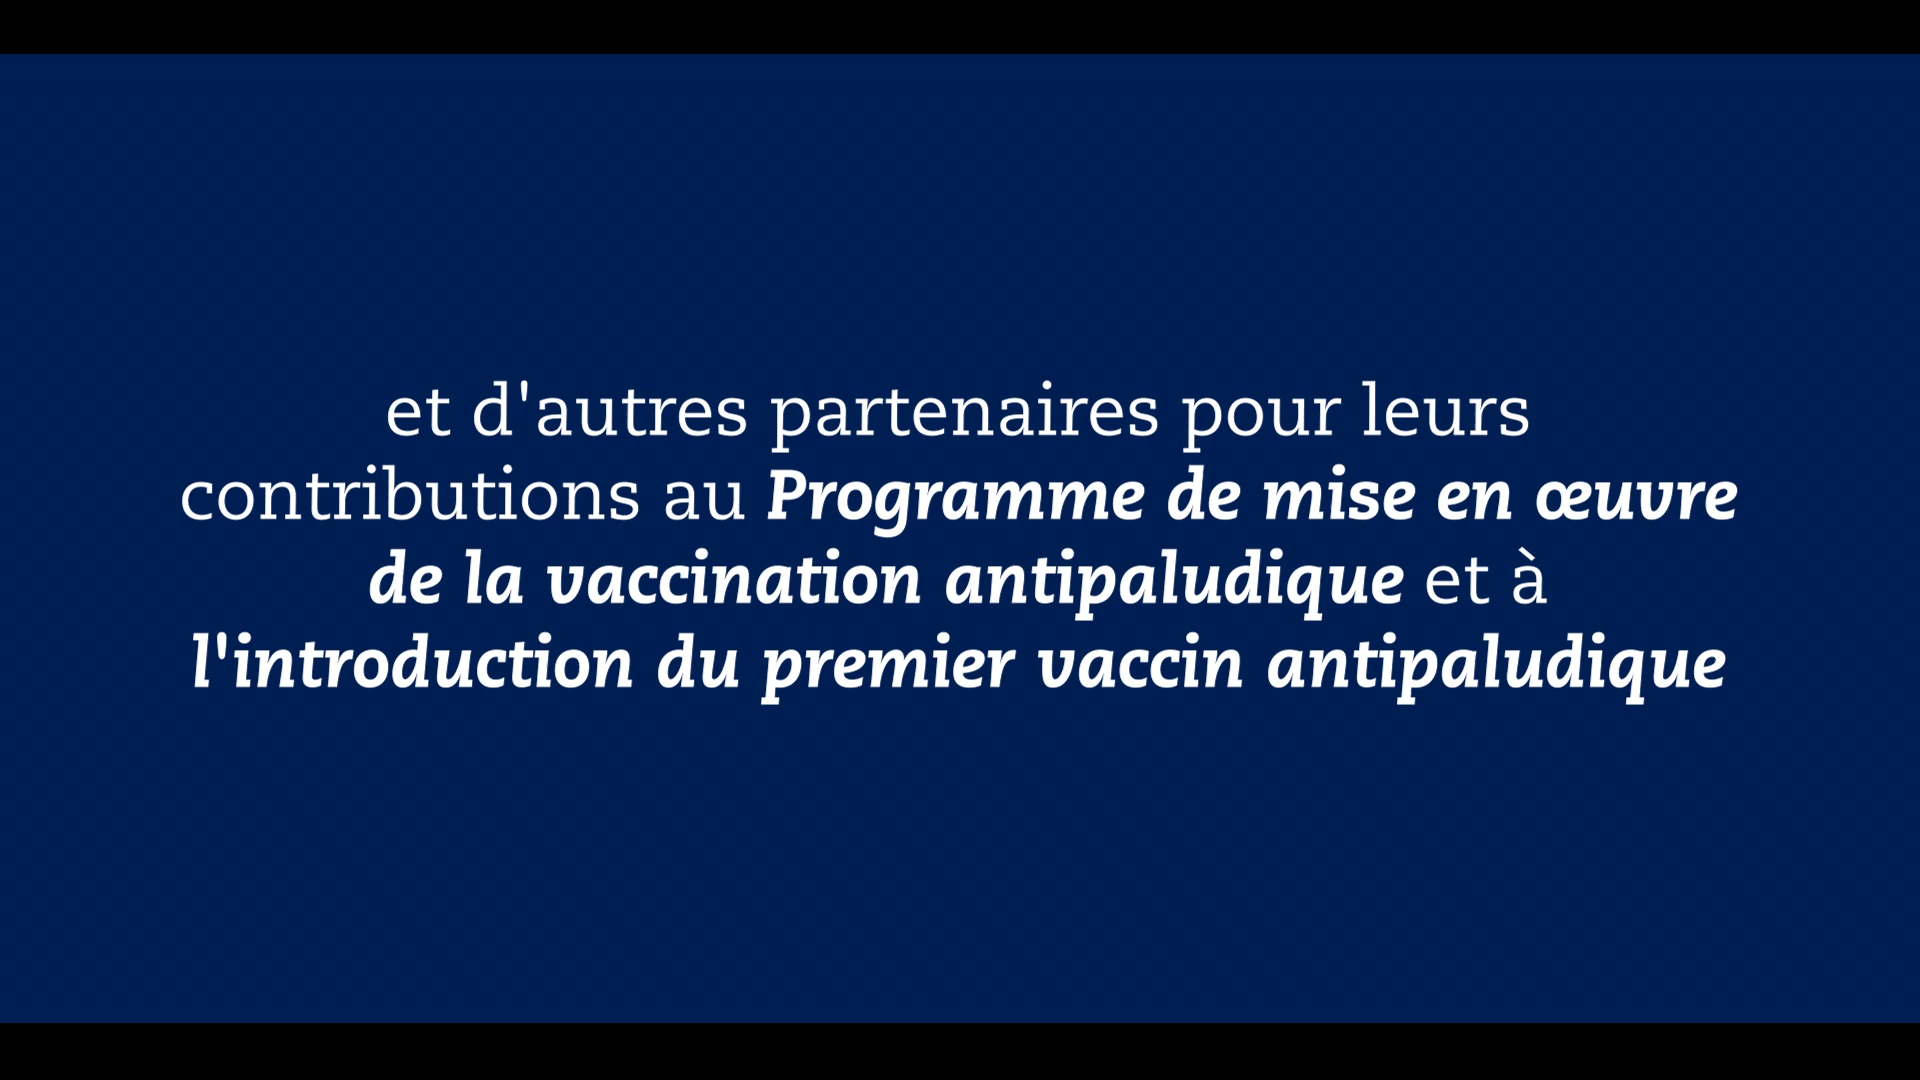 et d'autres partenaires pour leurs
contributions au Programme de mise en œuvre
de la vaccination antipaludique et à
l'introduction du premier vaccin antipaludique